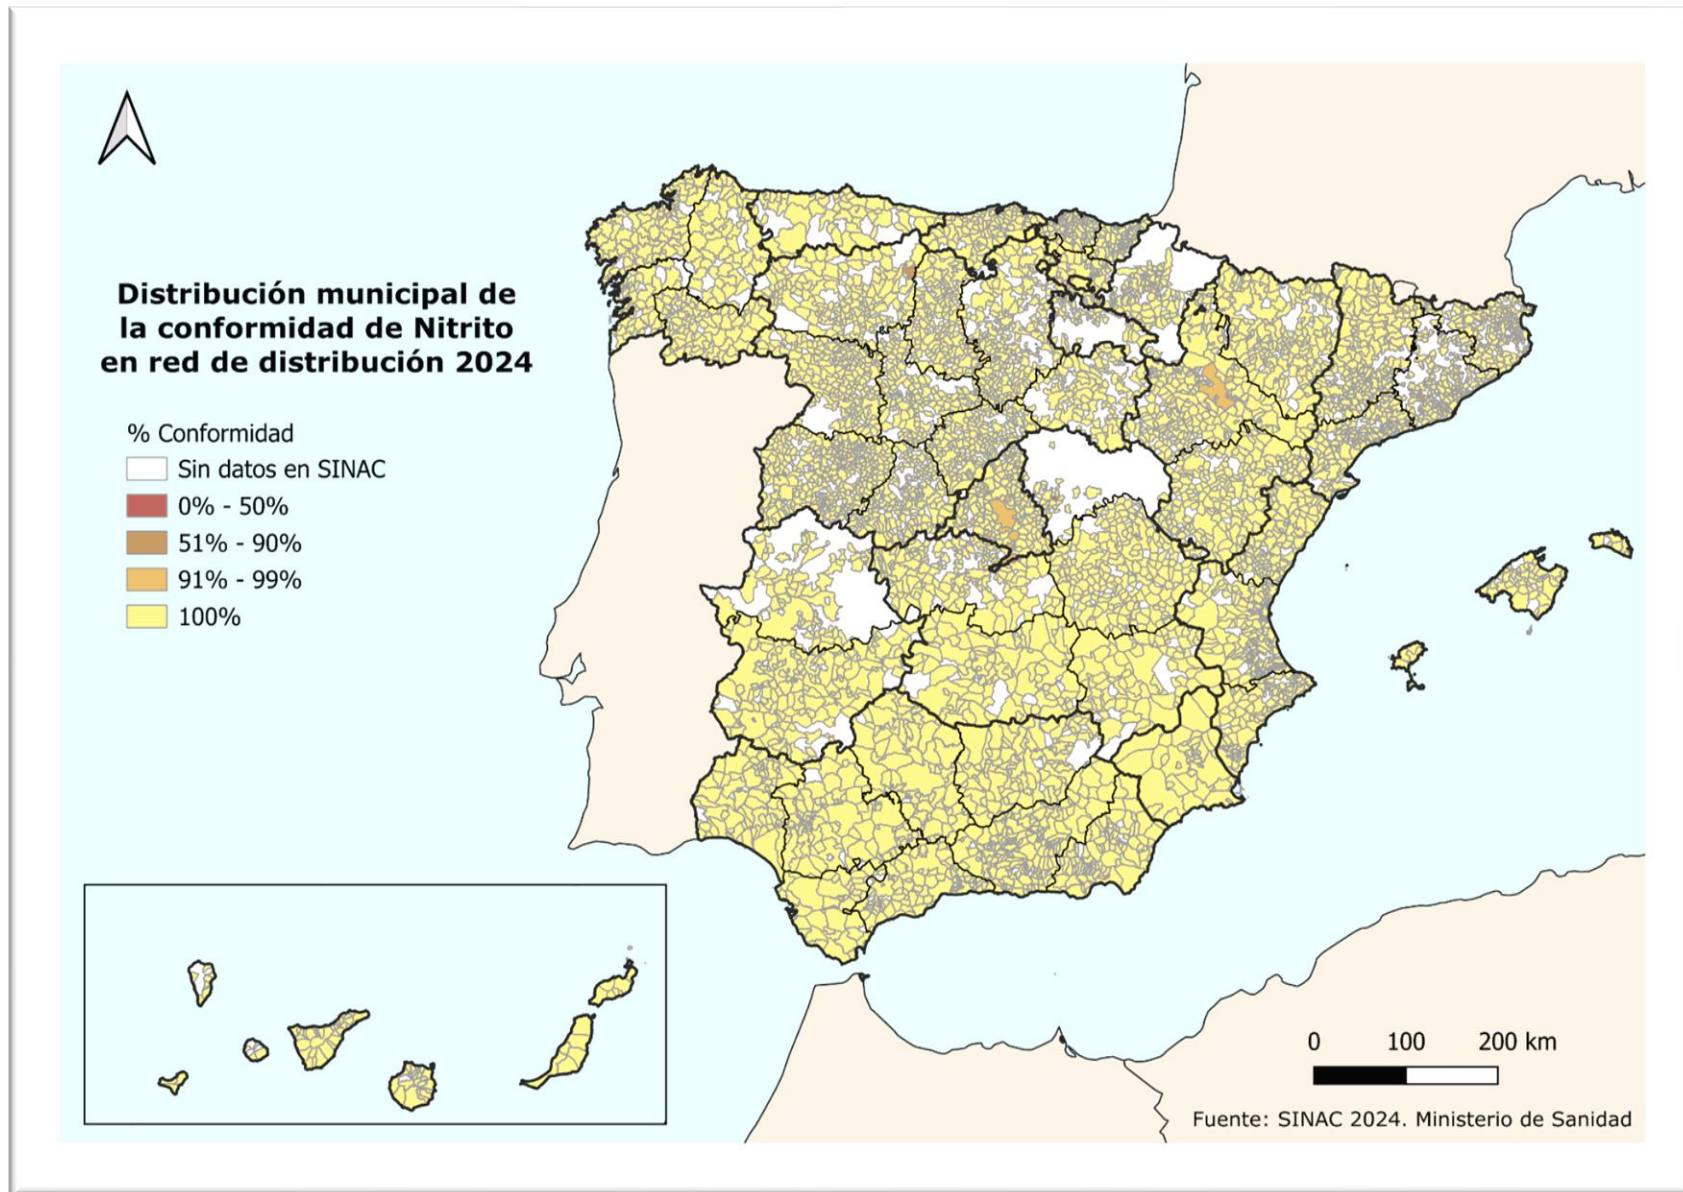 Distribución municipal de
la conformidad de Nitrito
en red de distribución 2024
% Conformidad
Sin datos en SINAC
0% - 50%
51% - 90%
91% - 99%
100%
0 100 200 km
Fuente: SINAC 2024. Ministerio de Sanidad